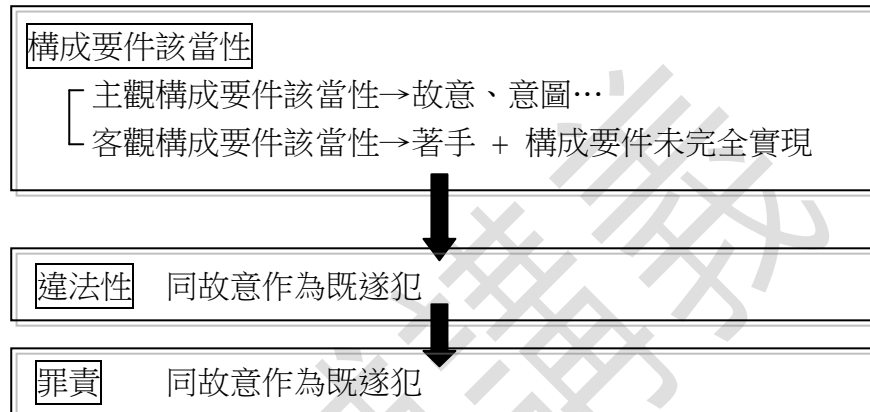 構成要件該當性
主觀構成要件該當性→故意、意圖…
客觀構成要件該當性→著手 + 構成要件未完全實現
違法性 同故意作為既遂犯
罪責 同故意作為既遂犯